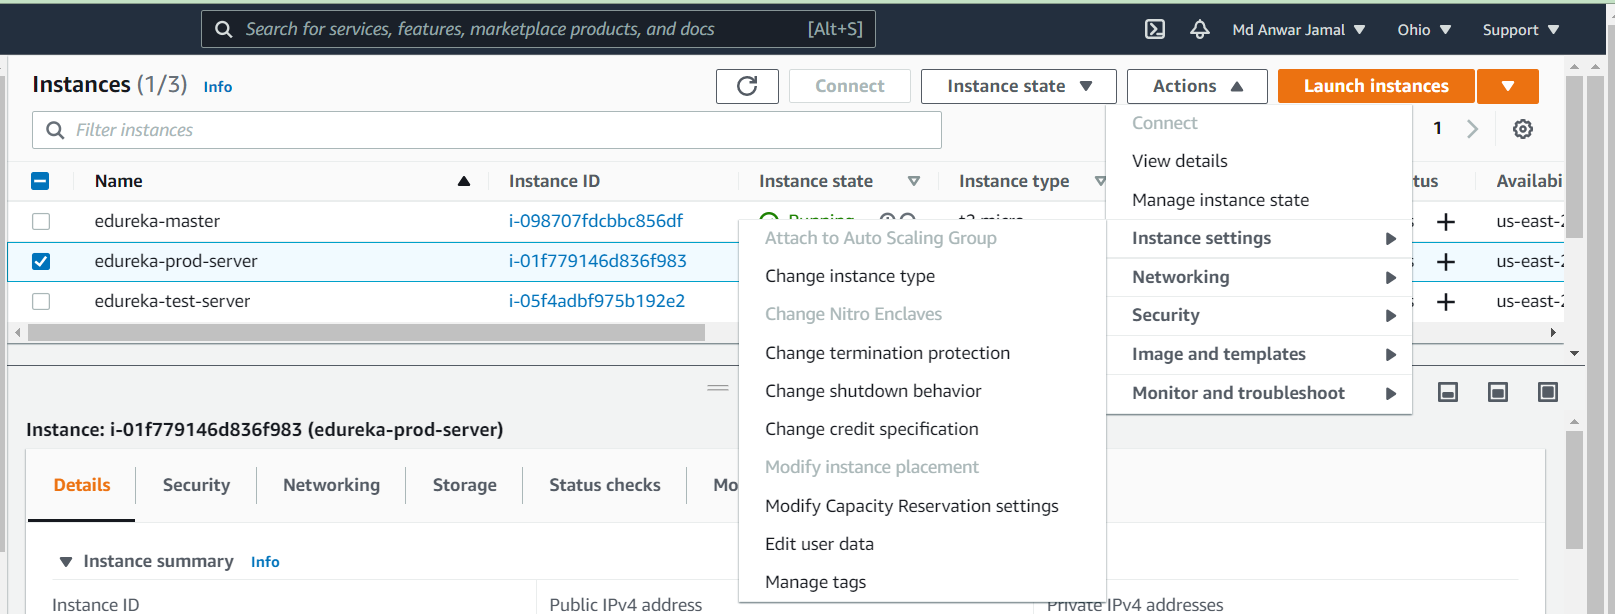 Search for services, features, marketplace products, and docs [Alt+S] Md Anwar Jamal Ohio Support
Instances (1/3) Info Connect Instance state Actions Launch instances
Filter instances Connect 1
View details
Name Instance ID Instance state Instance type Availabi
Manage instance state
edureka-master i-098707fdcbbc856df Running t2.micro us-east-2
Attach to Auto Scaling Group Instance settings
edureka-prod-server i-01f779146d836f983 us-east-2
Change instance type Networking
edureka-test-server i-05f4adbf975b192e2 us-east-2
Change Nitro Enclaves Security
Change termination protection Image and templates
Change shutdown behavior Monitor and troubleshoot
Instance: i-01f779146d836f983 (edureka-prod-server) Change credit specification
Modify instance placement
Details Security Networking Storage Status checks Mo
Modify Capacity Reservation settings
Edit user data
Instance summary Info
Manage tags
Instance ID Public IPv4 address Private IPv4 addresses